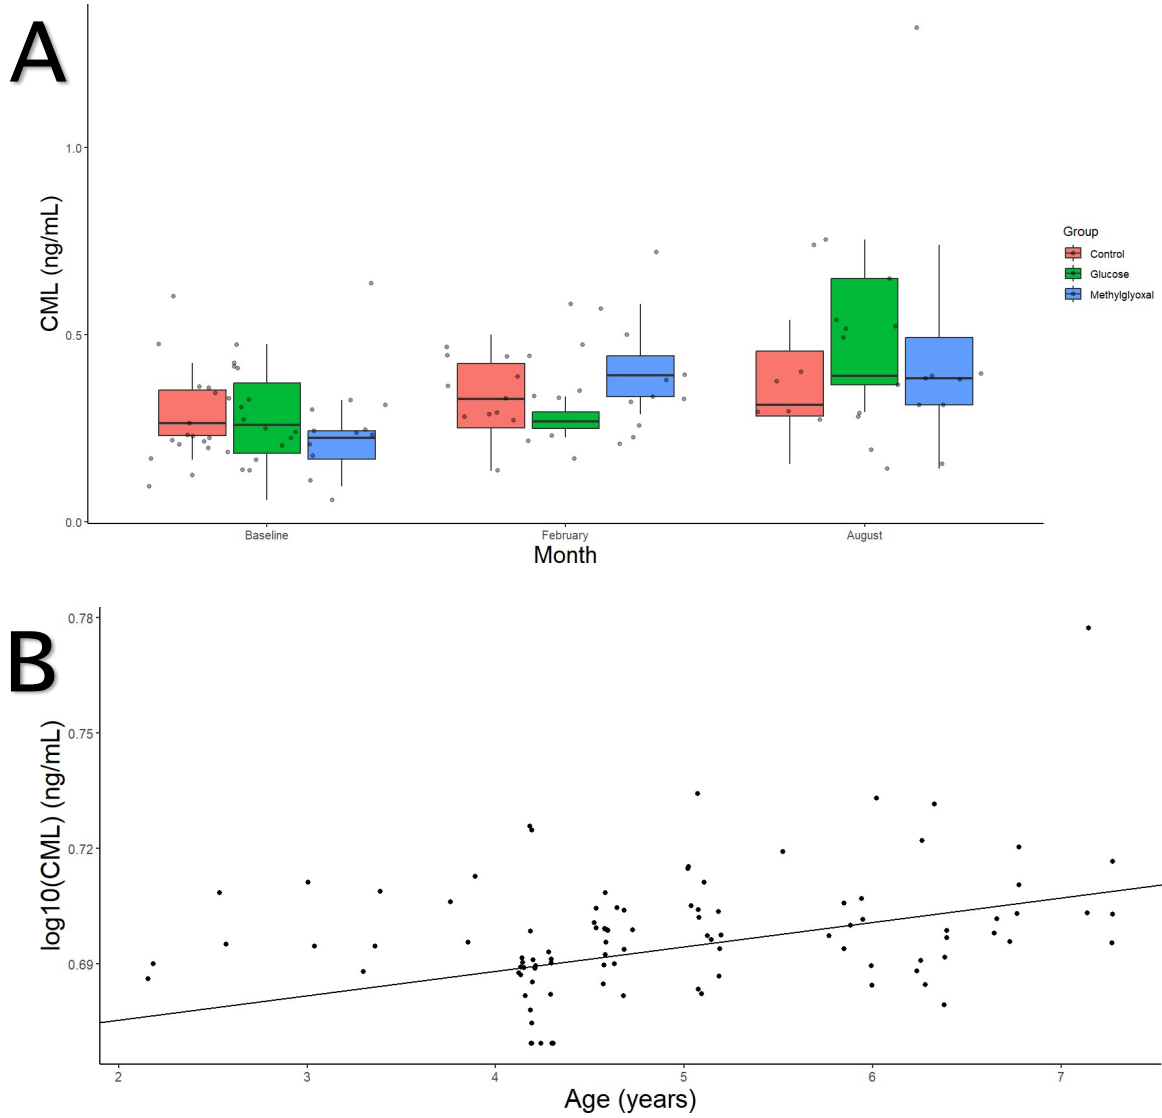 A
CML (ng/mL)
1.0
0.5
0.0
Baseline
February
August
Month
Group
Control
Glucose
Methylglyoxal
B
log10(CML) (ng/mL)
0.78
0.75
0.72
0.69
2
3
4
5
6
7
Age (years)